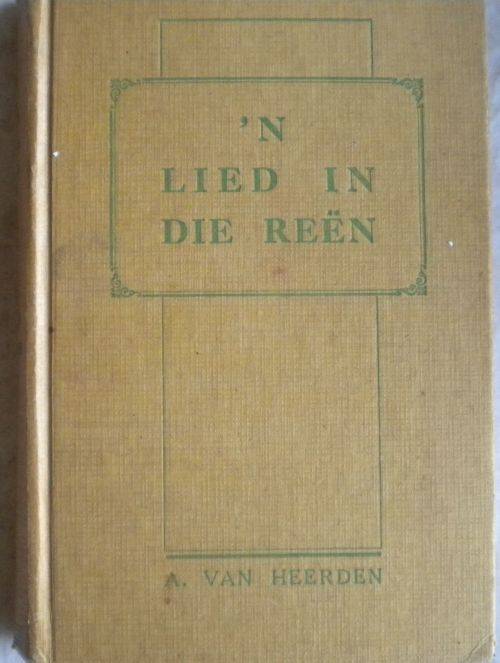 'N
LIED IN
DIE REËN
A. VAN HEERDEN